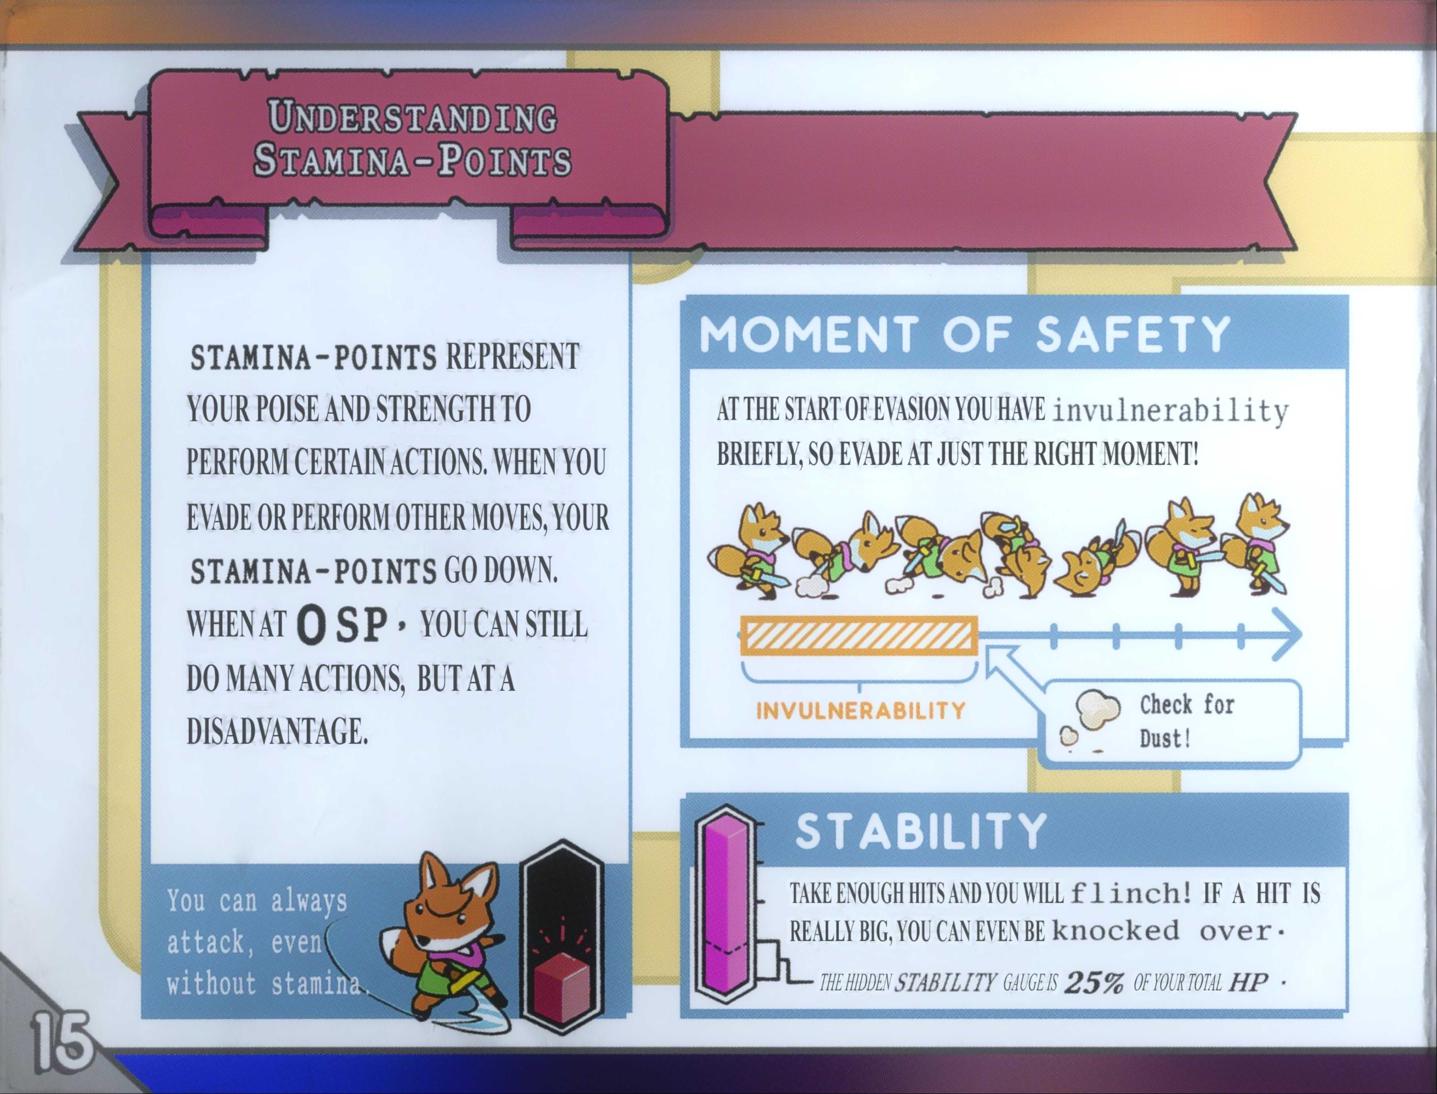 UNDERSTANDING
STAMINA-POINTS
STAMINA-POINTS REPRESENT
YOUR POISE AND STRENGTH TO
PERFORM CERTAIN ACTIONS. WHEN YOU
EVADE OR PERFORM OTHER MOVES, YOUR
STAMINA-POINTS GO DOWN.
WHEN AT 0 SP, YOU CAN STILL
DO MANY ACTIONS, BUT AT A
DISADVANTAGE.
You can always
attack, even
without stamina.
MOMENT OF SAFETY
AT THE START OF EVASION YOU HAVE invulnerability
BRIEFLY, SO EVADE AT JUST THE RIGHT MOMENT!
INVULNERABILITY
Check for
Dust!
STABILITY
TAKE ENOUGH HITS AND YOU WILL flinch! IF A HIT IS
REALLY BIG, YOU CAN EVEN BE knocked over.
THE HIDDEN STABILITY GAUGE IS 25% OF YOUR TOTAL HP.
15